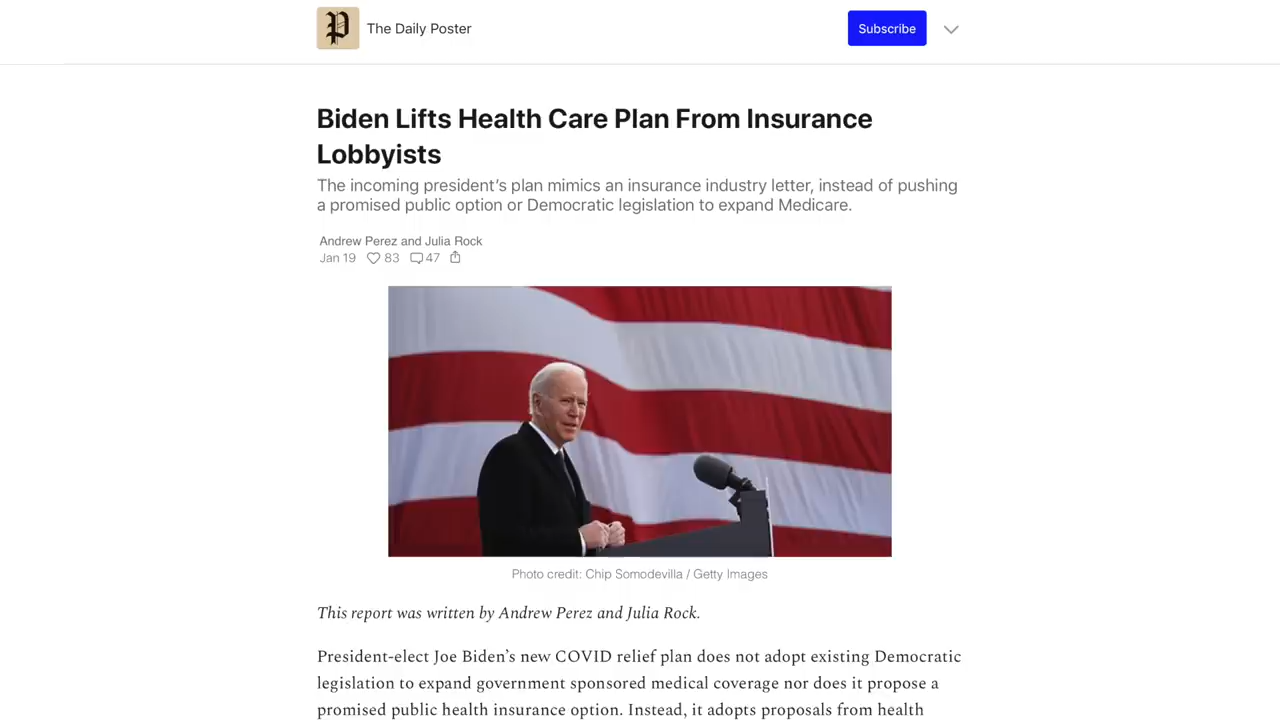 The Daily Poster
Subscribe
Biden Lifts Health Care Plan From Insurance
Lobbyists
The incoming president's plan mimics an insurance industry letter, instead of pushing
a promised public option or Democratic legislation to expand Medicare.
Andrew Perez and Julia Rock
Jan 19 83 47
Photo credit: Chip Somodevilla / Getty Images
This report was written by Andrew Perez and Julia Rock.
President-elect Joe Biden's new COVID relief plan does not adopt existing Democratic
legislation to expand government sponsored medical coverage nor does it propose a
promised public health insurance option. Instead, it adopts proposals from health